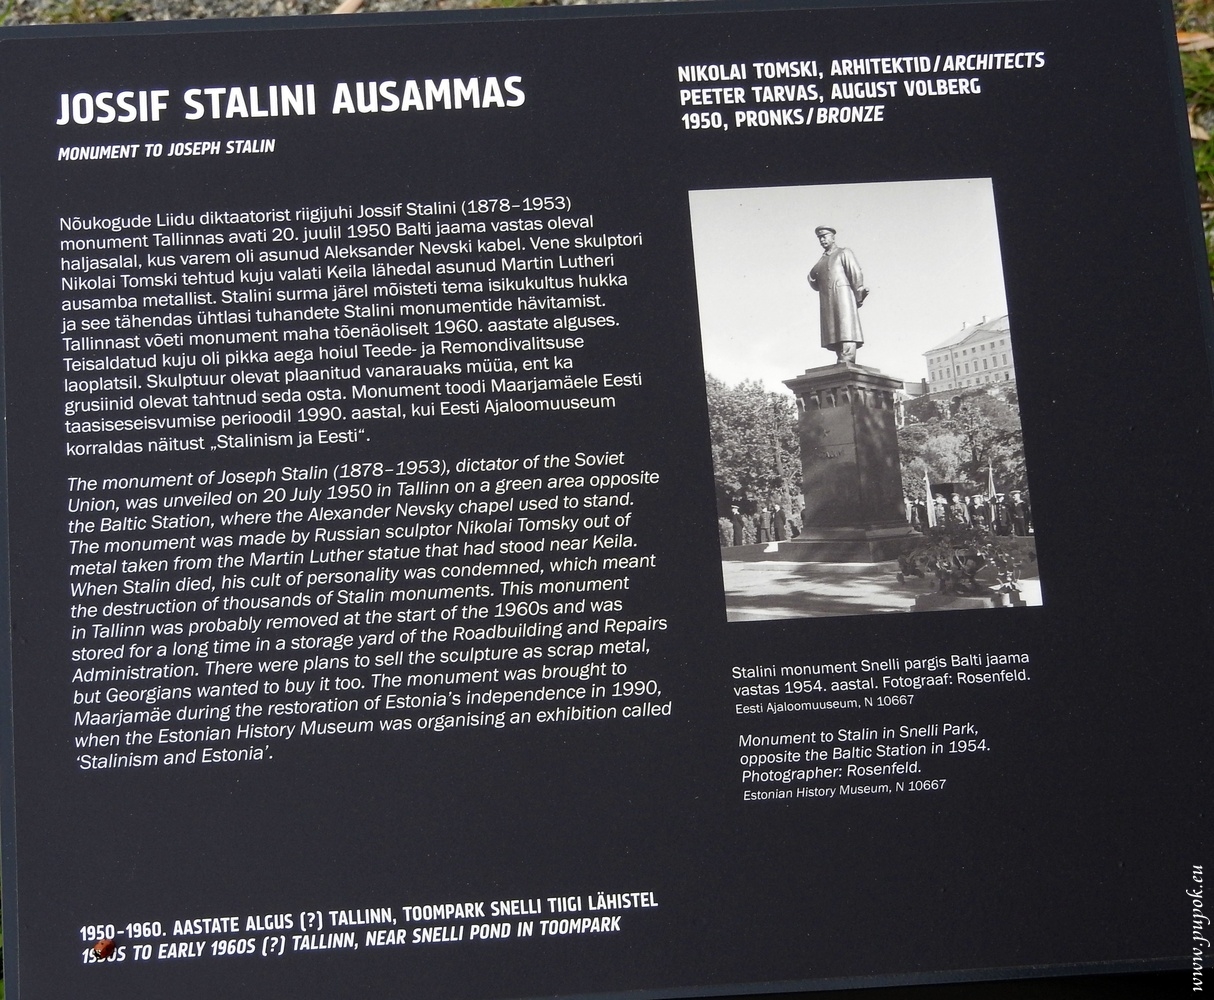 JOSSIF STALINI AUSAMMAS
MONUMENT TO JOSEPH STALIN
NIKOLAI TOMSKI, ARHITEKTID/ARCHITECTS
PEETER TARVAS, AUGUST VOLBERG
1950, PRONKS/BRONZE
Nõukogude Liidu diktaatorist riigijuhi Jossif Stalini (1878–1953)
monument Tallinnas avati 20. juulil 1950 Balti jaama vastas oleval
haljasalal, kus varem oli asunud Aleksander Nevski kabel. Vene skulptori
Nikolai Tomski tehtud kuju valati Keila lähedal asunud Martin Lutheri
ausamba metallist. Stalini surma järel mõisteti tema isikukultus hukka
ja see tähendas ühtlasi tuhandete Stalini monumentide hävitamist.
Tallinnast võeti monument maha tõenäoliselt 1960. aastate alguses.
Teisaldatud kuju oli pikka aega hoiul Teede- ja Remondivalitsuse
laoplatsil. Skulptuur olevat plaanitud vanarauaks müüa, ent ka
grusiinid olevat tahtnud seda osta. Monument toodi Maarjamäele Eesti
taasiseseisvumise perioodil 1990. aastal, kui Eesti Ajaloomuuseum
korraldas näitust „Stalinism ja Eesti“.
The monument of Joseph Stalin (1878–1953), dictator of the Soviet
Union, was unveiled on 20 July 1950 in Tallinn on a green area opposite
the Baltic Station, where the Alexander Nevsky chapel used to stand.
The monument was made by Russian sculptor Nikolai Tomsky out of
metal taken from the Martin Luther statue that had stood near Keila.
When Stalin died, his cult of personality was condemned, which meant
the destruction of thousands of Stalin monuments. This monument
in Tallinn was probably removed at the start of the 1960s and was
stored for a long time in a storage yard of the Roadbuilding and Repairs
Administration. There were plans to sell the sculpture as scrap metal,
but Georgians wanted to buy it too. The monument was brought to
Maarjamäe during the restoration of Estonia’s independence in 1990,
when the Estonian History Museum was organising an exhibition called
‘Stalinism and Estonia’.
Stalini monument Snelli pargis Balti jaama
vastas 1954. aastal. Fotograaf: Rosenfeld.
Eesti Ajaloomuuseum, N 10667
Monument to Stalin in Snelli Park,
opposite the Baltic Station in 1954.
Photographer: Rosenfeld.
Estonian History Museum, N 10667
1950–1960. AASTATE ALGUS (?) TALLINN, TOOMPARK SNELLI TIIGI LÄHISTEL
TO EARLY 1960S (?) TALLINN, NEAR SNELLI POND IN TOOMPARK
www.pupok.eu